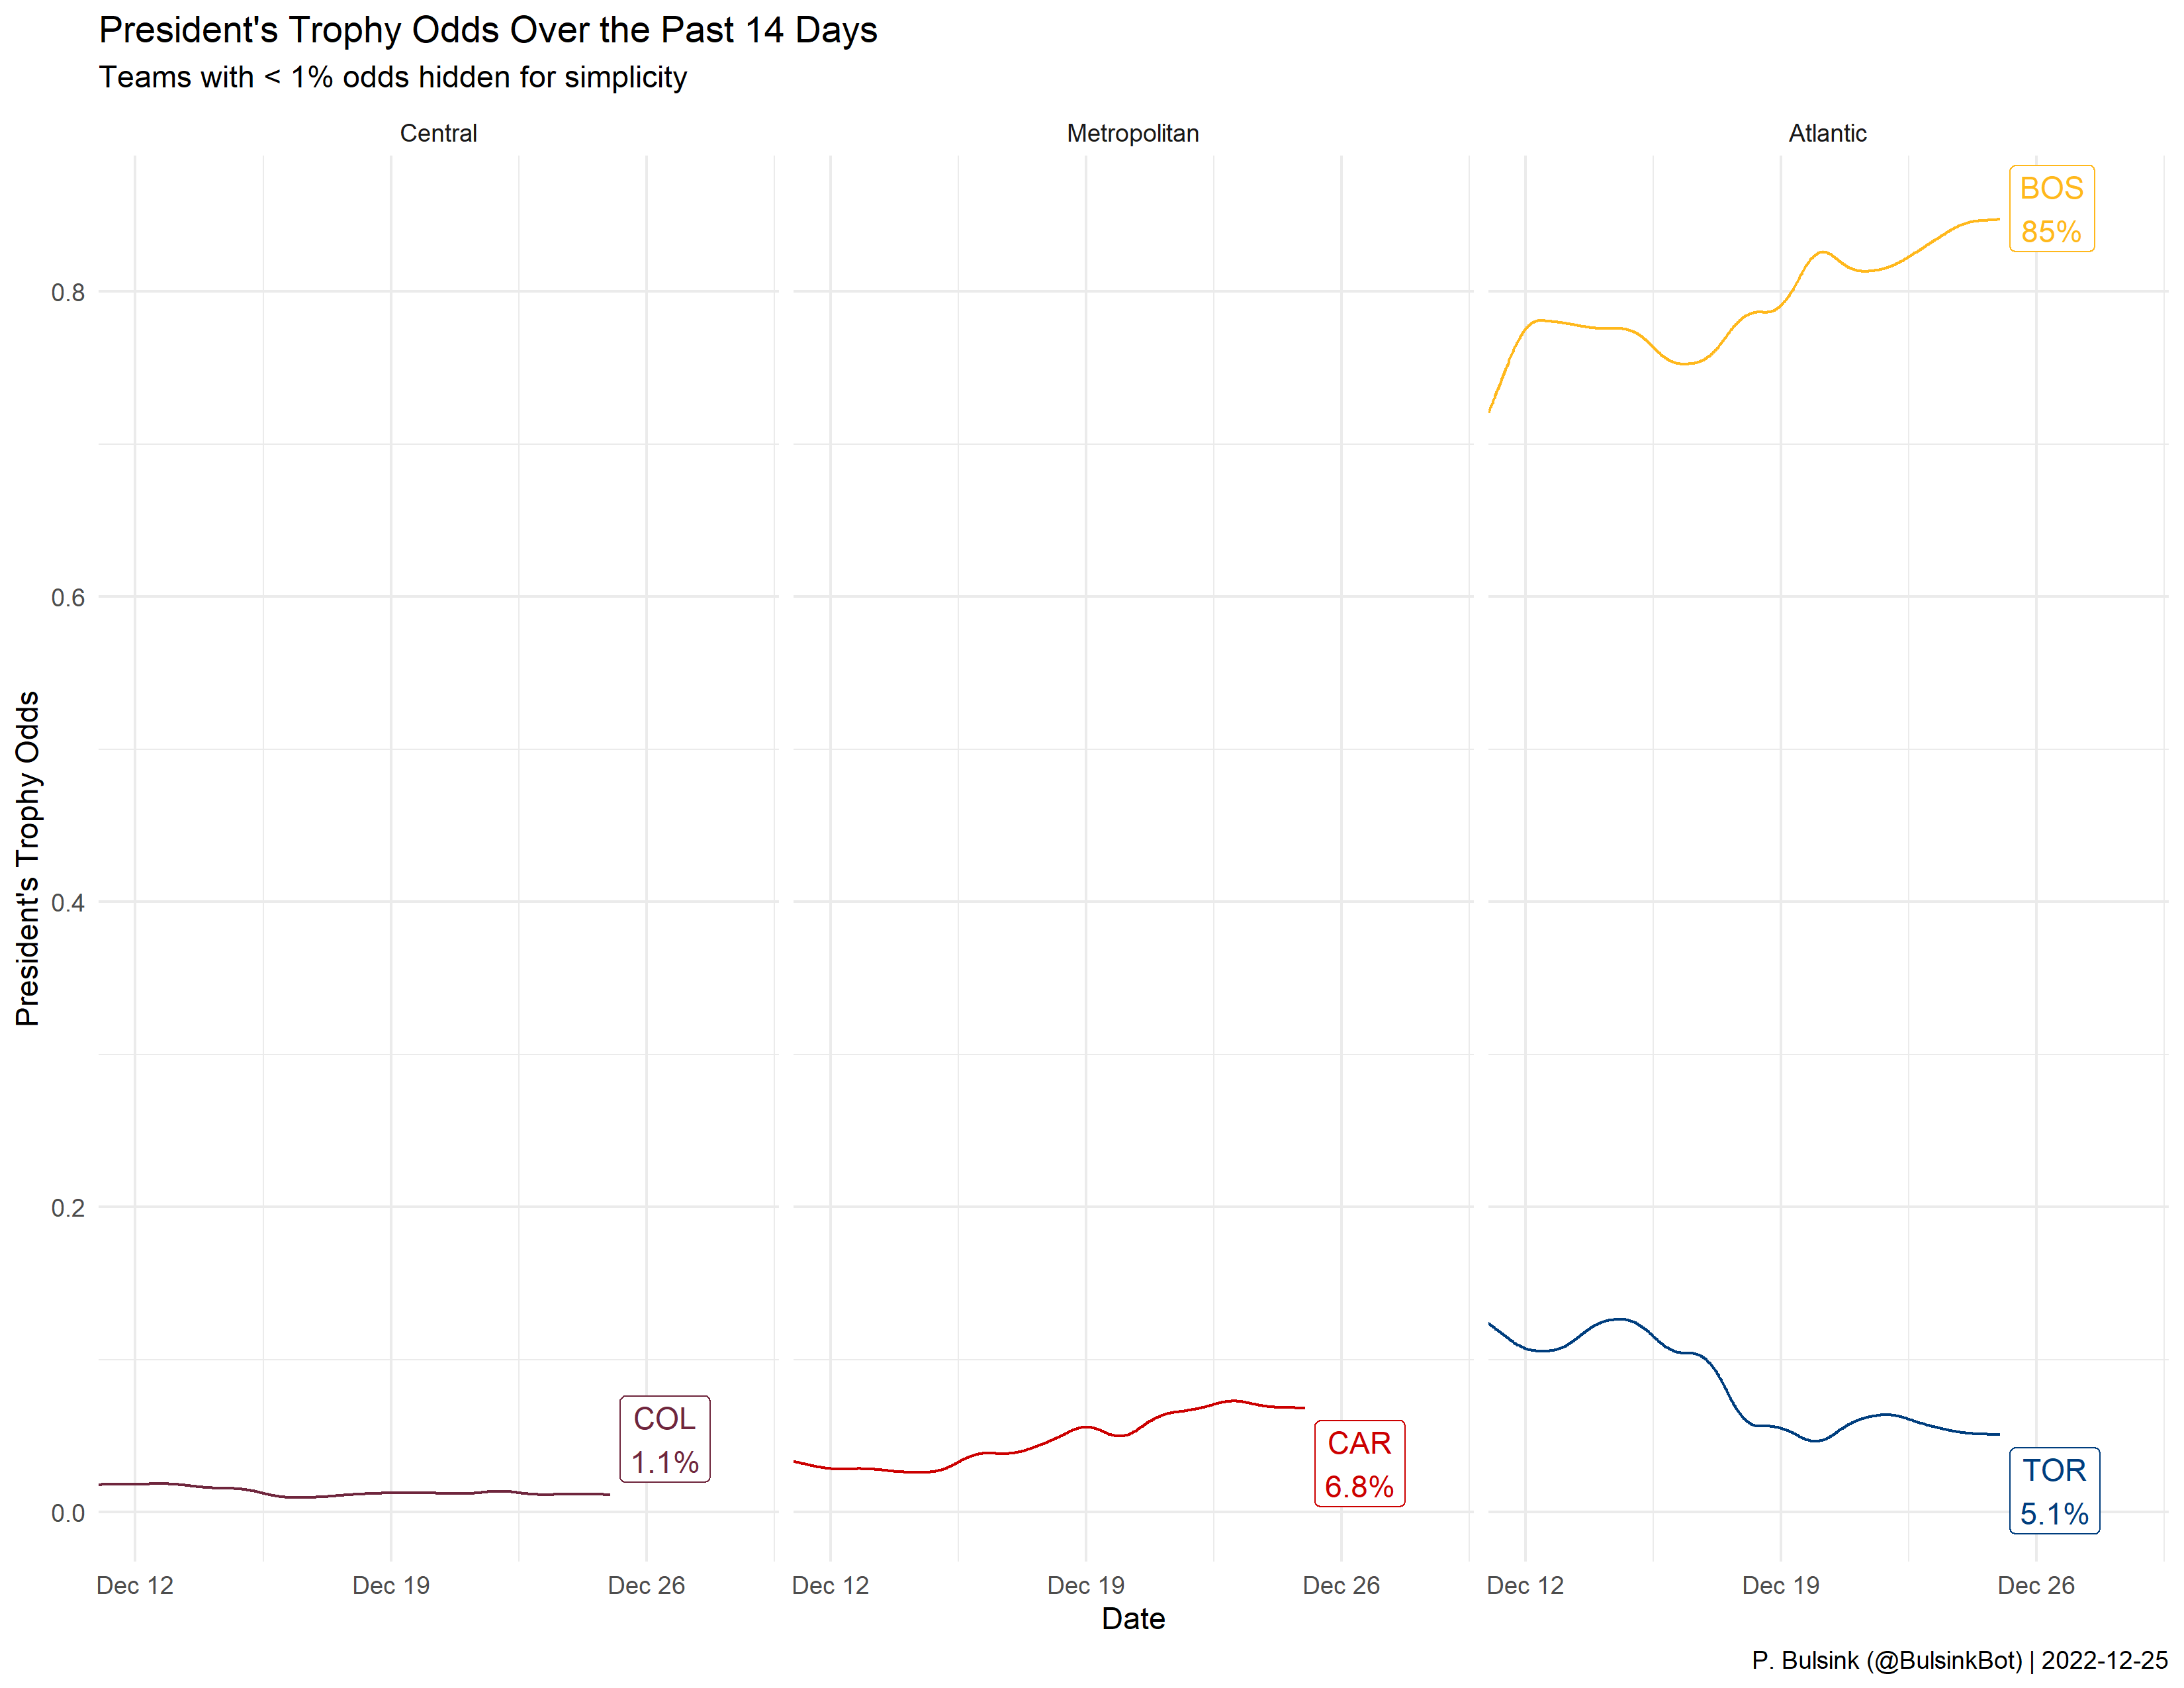 President's Trophy Odds Over the Past 14 Days
Teams with < 1% odds hidden for simplicity
Central
Metropolitan
Atlantic
President's Trophy Odds
0.8
0.6
0.4
0.2
0.0
COL
1.1%
CAR
6.8%
BOS
85%
TOR
5.1%
Dec 12
Dec 19
Dec 26
Dec 12
Dec 19
Dec 26
Dec 12
Dec 19
Dec 26
Date
P. Bulsink (@BulsinkBot) | 2022-12-25